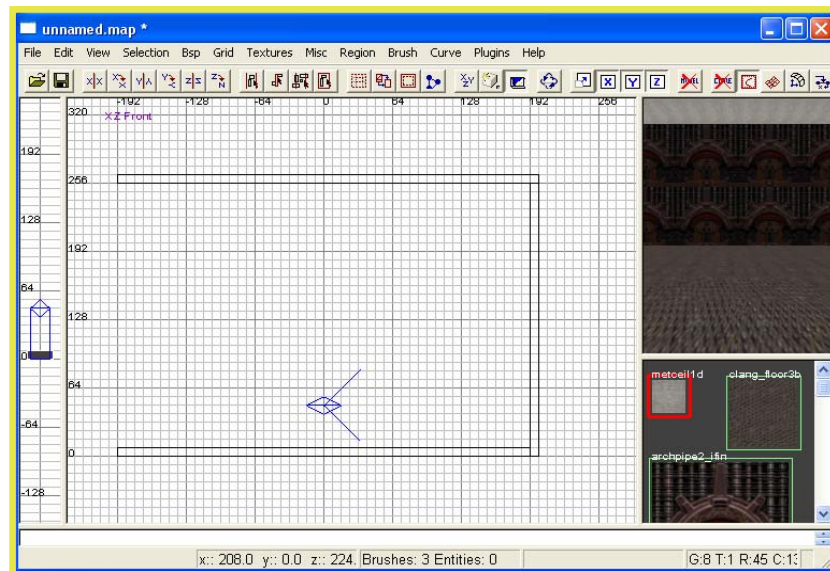 unnamed.map *
File Edit View Selection Bsp Grid Textures Misc Region Brush Curve Plugins Help
-192 -128 -64 0 64 128 192 256
320
XZ Front
256
192
128
64
0
192
128
64
0
-64
-128
metceil1d clang_floor3b
archpipe2_ifin
x:: 208.0 y:: 0.0 z:: 224. Brushes: 3 Entities: 0 G:8 T:1 R:45 C:13